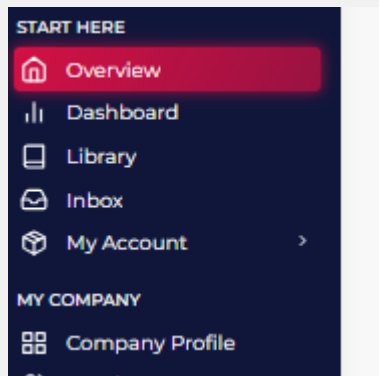 START HERE
Overview
Dashboard
Library
Inbox
My Account
MY COMPANY
Company Profile